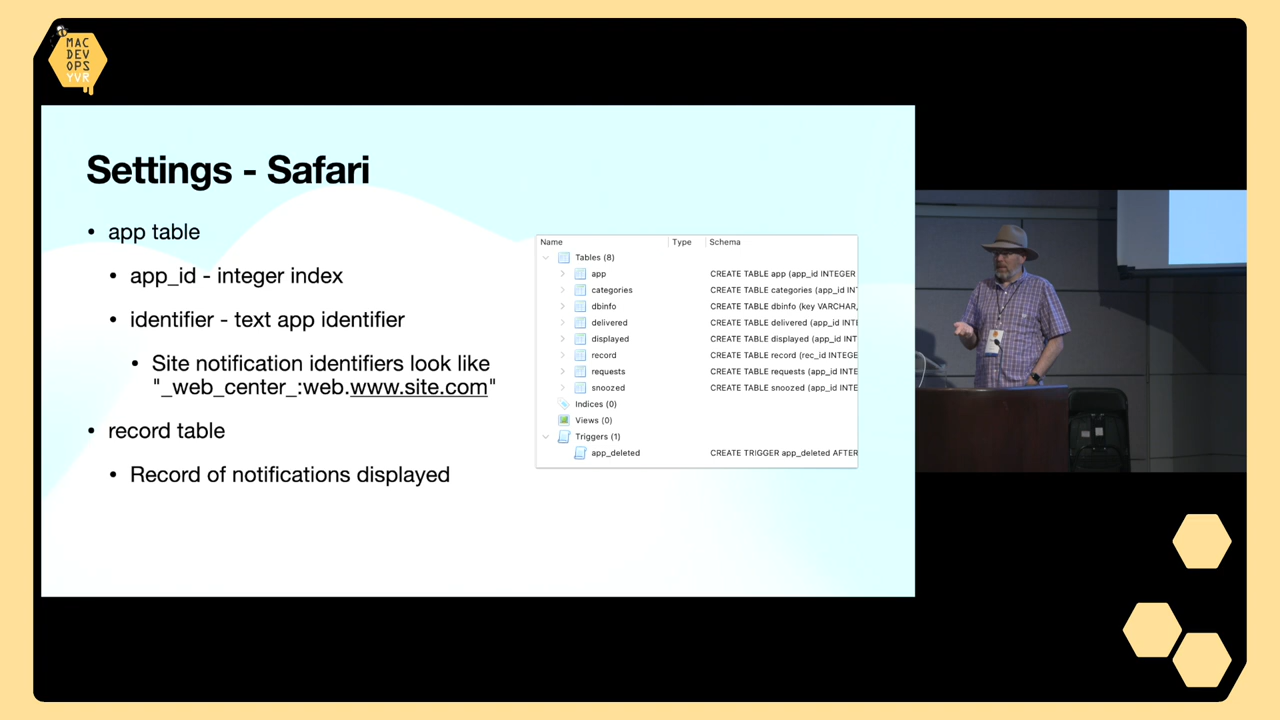 MAC
DEV
OPS
YVR
Settings - Safari
• app table
• app_id - integer index
• identifier - text app identifier
• Site notification identifiers look like
"_web_center_:web.www.site.com"
• record table
• Record of notifications displayed
Name Type Schema
Tables (8)
app CREATE TABLE app (app_id INTEGER
categories CREATE TABLE categories (app_id INT
dbinfo CREATE TABLE dbinfo (key VARCHAR,
delivered CREATE TABLE delivered (app_id INTE
displayed CREATE TABLE displayed (app_id INTE
record CREATE TABLE record (rec_id INTEGE
requests CREATE TABLE requests (app_id INTE
snoozed CREATE TABLE snoozed (app_id INTE
Indices (0)
Views (0)
Triggers (1)
app_deleted CREATE TRIGGER app_deleted AFTER